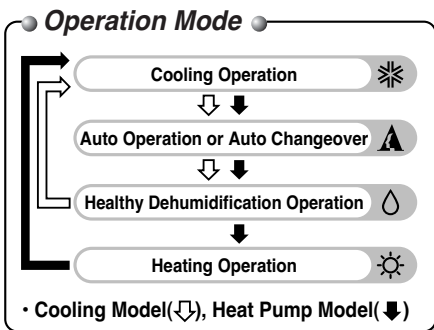 Operation Mode
Cooling Operation
Auto Operation or Auto Changeover
Healthy Dehumidification Operation
Heating Operation
• Cooling Model(⇩), Heat Pump Model(⬇)